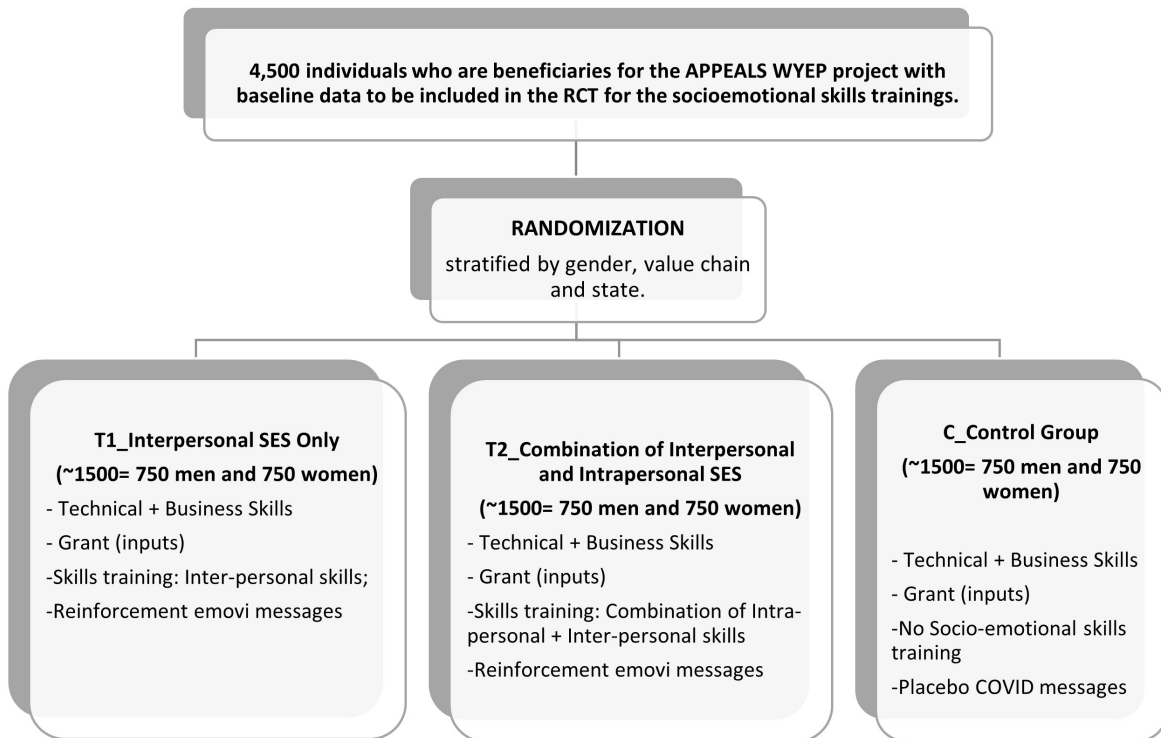 4,500 individuals who are beneficiaries for the APPEALS WYEP project with
baseline data to be included in the RCT for the socioemotional skills trainings.
RANDOMIZATION
stratified by gender, value chain
and state.
T1_Interpersonal SES Only
(~1500= 750 men and 750 women)
- Technical + Business Skills
- Grant (inputs)
-Skills training: Inter-personal skills;
-Reinforcement emovi messages
T2_Combination of Interpersonal
and Intrapersonal SES
(~1500= 750 men and 750 women)
- Technical + Business Skills
- Grant (inputs)
-Skills training: Combination of Intra-
personal + Inter-personal skills
-Reinforcement emovi messages
C_Control Group
(~1500= 750 men and 750
women)
- Technical + Business Skills
- Grant (inputs)
-No Socio-emotional skills
training
-Placebo COVID messages